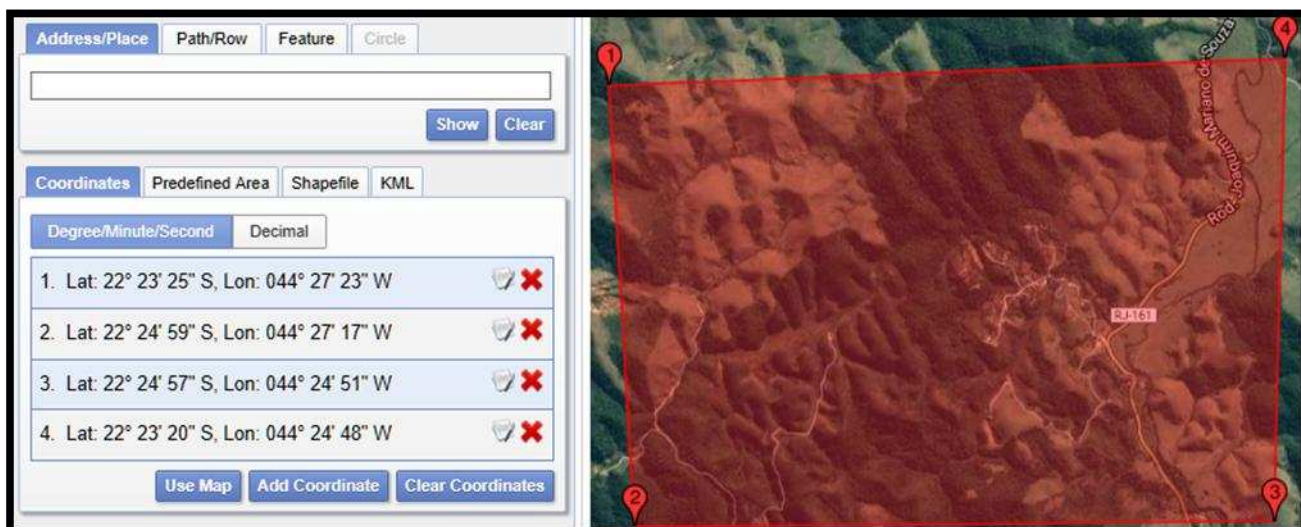 Address/Place Path/Row Feature Circle
Show Clear
Coordinates Predefined Area Shapefile KML
Degree/Minute/Second Decimal
1. Lat: 22° 23' 25" S, Lon: 044° 27' 23" W
2. Lat: 22° 24' 59" S, Lon: 044° 27' 17" W
3. Lat: 22° 24' 57" S, Lon: 044° 24' 51" W
4. Lat: 22° 23' 20" S, Lon: 044° 24' 48" W
Use Map Add Coordinate Clear Coordinates
1
4
Rod. Joaquim Mariano de Souza
RJ-161
2
3